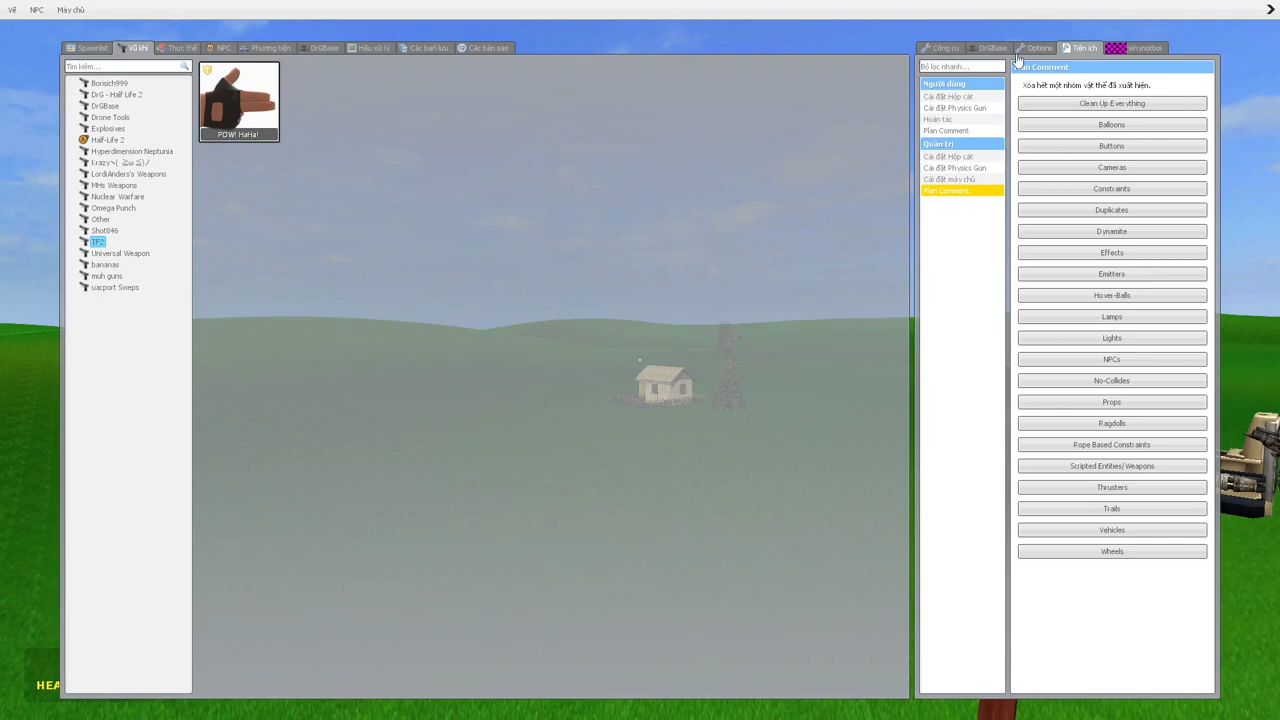 Vẽ NPC Máy chủ
Spawnlist Vũ khí Thực thể NPC Phương tiện DrGBase Hậu xử lý Các bản lưu Các bản sao
Tìm kiếm...
Borisich999
DrG - Half Life 2
DrGBase
Drone Tools
Explosives
Half-Life 2
Hyperdimension Neptunia
LordiAnders's Weapons
MHs Weapons
Nuclear Warfare
Omega Punch
Other
Shot846
TF2
Universal Weapon
bananas
muh guns
uacport Sweps
POW! HaHa!
Công cụ DrGBase Options Tiện ích whynotboi
Bộ lọc nhanh...
Người dùng
Cài đặt Hộp cát
Cài đặt Physics Gun
Hoàn tác
Plan Comment
Quản trị
Cài đặt Hộp cát
Cài đặt Physics Gun
Cài đặt máy chủ
Plan Comment
Plan Comment
Xóa hết một nhóm vật thể đã xuất hiện.
Clean Up Everything
Balloons
Buttons
Cameras
Constraints
Duplicates
Dynamite
Effects
Emitters
Hover-Balls
Lamps
Lights
NPCs
No-Collides
Props
Ragdolls
Rope Based Constraints
Scripted Entities/Weapons
Thrusters
Trails
Vehicles
Wheels
HEA